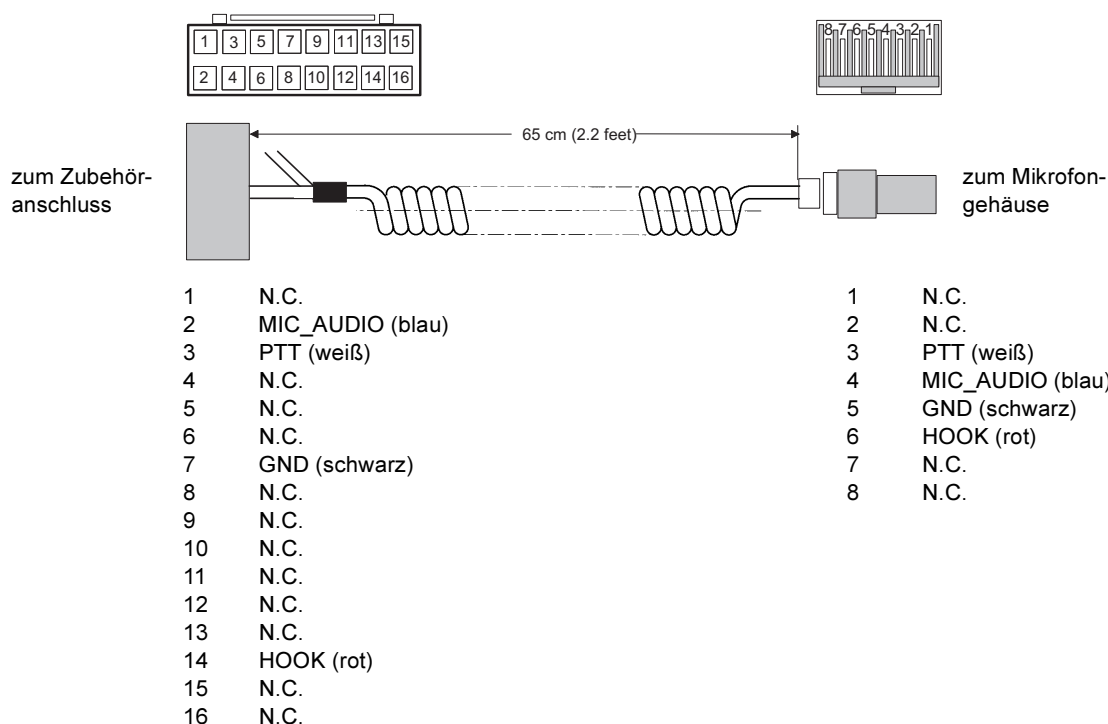 1 3 5 7 9 11 13 15
2 4 6 8 10 12 14 16
8 7 6 5 4 3 2 1
65 cm (2.2 feet)
zum Zubehör-
anschluss
zum Mikrofon-
gehäuse
1 N.C.
2 MIC_AUDIO (blau)
3 PTT (weiß)
4 N.C.
5 N.C.
6 N.C.
7 GND (schwarz)
8 N.C.
9 N.C.
10 N.C.
11 N.C.
12 N.C.
13 N.C.
14 HOOK (rot)
15 N.C.
16 N.C.
1 N.C.
2 N.C.
3 PTT (weiß)
4 MIC_AUDIO (blau)
5 GND (schwarz)
6 HOOK (rot)
7 N.C.
8 N.C.